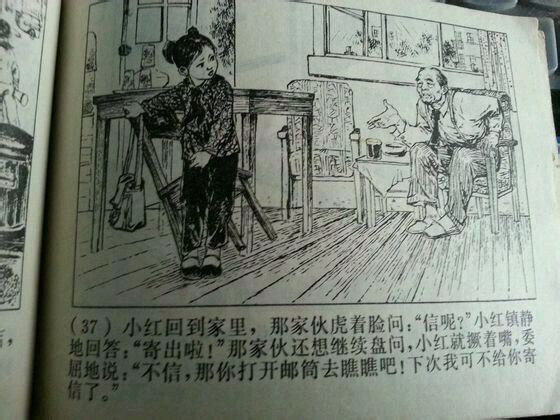 (37) 小红回到家里，那家伙虎着脸问：“信呢?”小红镇静
地回答：“寄出啦！”那家伙还想继续盘问，小红就撅着嘴，委
屈地说：“不信，那你打开邮筒去瞧瞧吧！下次我可不给你寄
信了。”